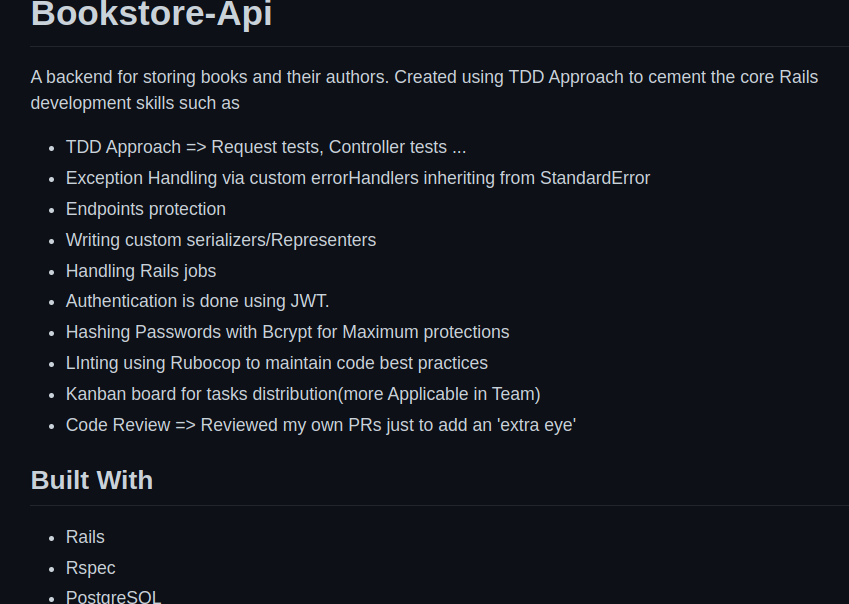 Bookstore-Api
A backend for storing books and their authors. Created using TDD Approach to cement the core Rails
development skills such as
TDD Approach => Request tests, Controller tests ...
Exception Handling via custom errorHandlers inheriting from StandardError
Endpoints protection
Writing custom serializers/Representers
Handling Rails jobs
Authentication is done using JWT.
Hashing Passwords with Bcrypt for Maximum protections
LInting using Rubocop to maintain code best practices
Kanban board for tasks distribution(more Applicable in Team)
Code Review => Reviewed my own PRs just to add an 'extra eye'
Built With
Rails
Rspec
PostgreSQL